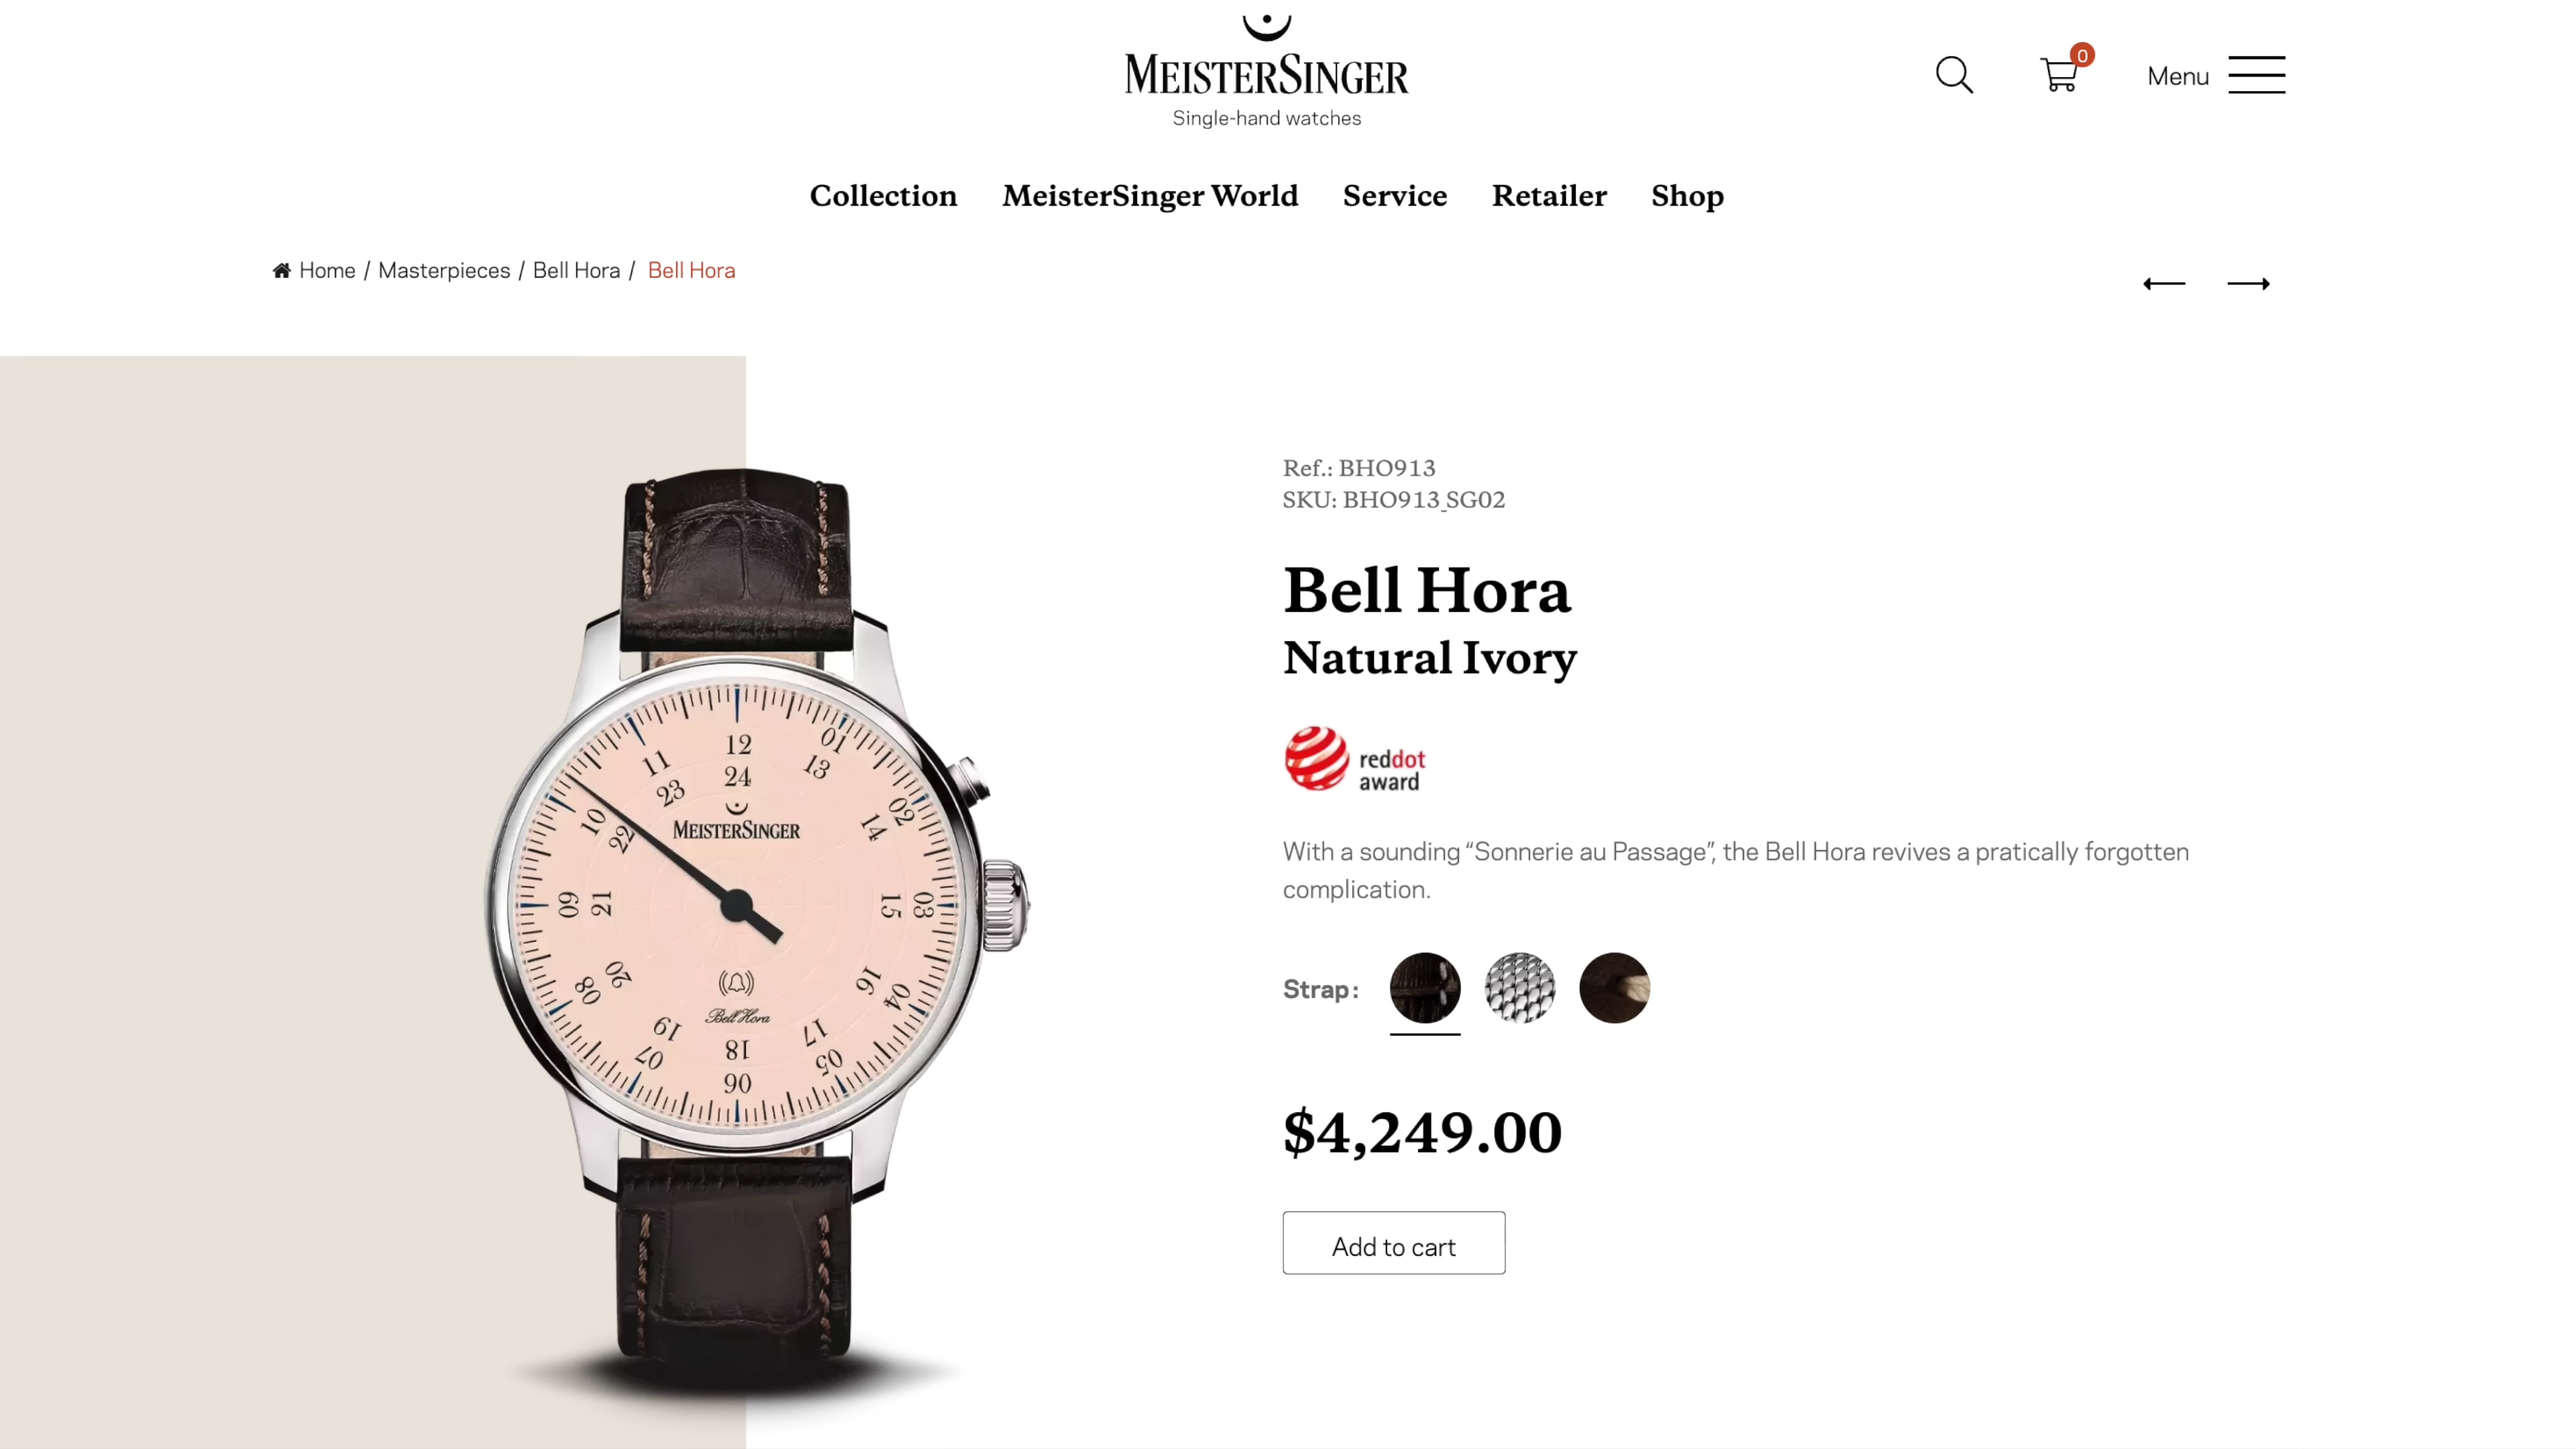 MEISTERSINGER
Single-hand watches
0
Menu
Collection MeisterSinger World Service Retailer Shop
Home / Masterpieces / Bell Hora / Bell Hora
Ref.: BHO913
SKU: BHO913_SG02
Bell Hora
Natural Ivory
reddot
award
With a sounding “Sonnerie au Passage”, the Bell Hora revives a pratically forgotten
complication.
Strap:
$4,249.00
Add to cart
12
24
01
13
02
14
03
15
04
16
05
17
06
18
07
19
08
20
09
21
10
22
11
23
MEISTERSINGER
Bell Hora